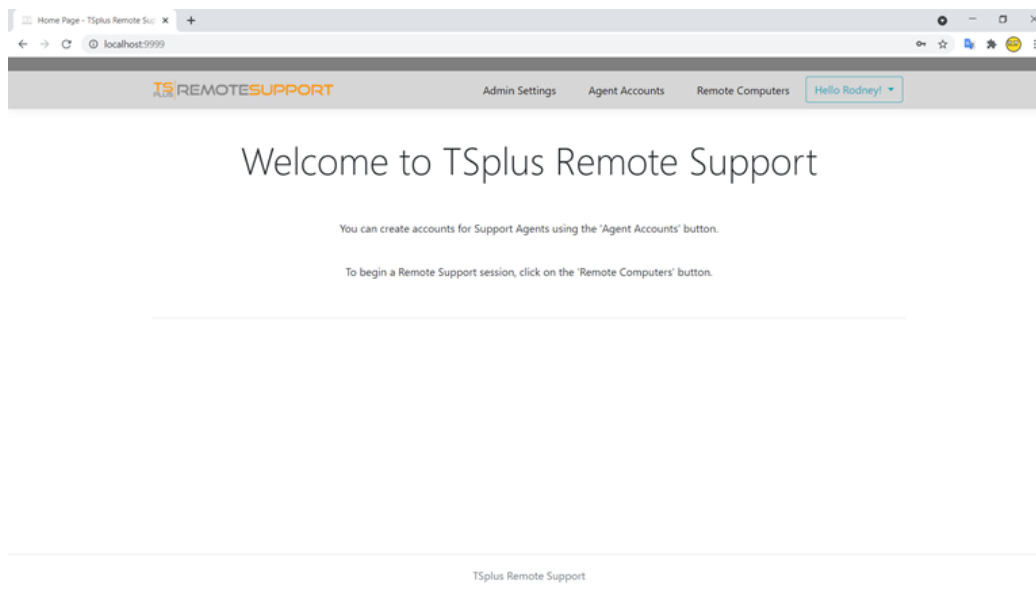 Home Page - TSplus Remote Sup
localhost:9999
TS PLUS REMOTESUPPORT
Admin Settings
Agent Accounts
Remote Computers
Hello Rodney!
Welcome to TSplus Remote Support
You can create accounts for Support Agents using the 'Agent Accounts' button.
To begin a Remote Support session, click on the 'Remote Computers' button.
TSplus Remote Support